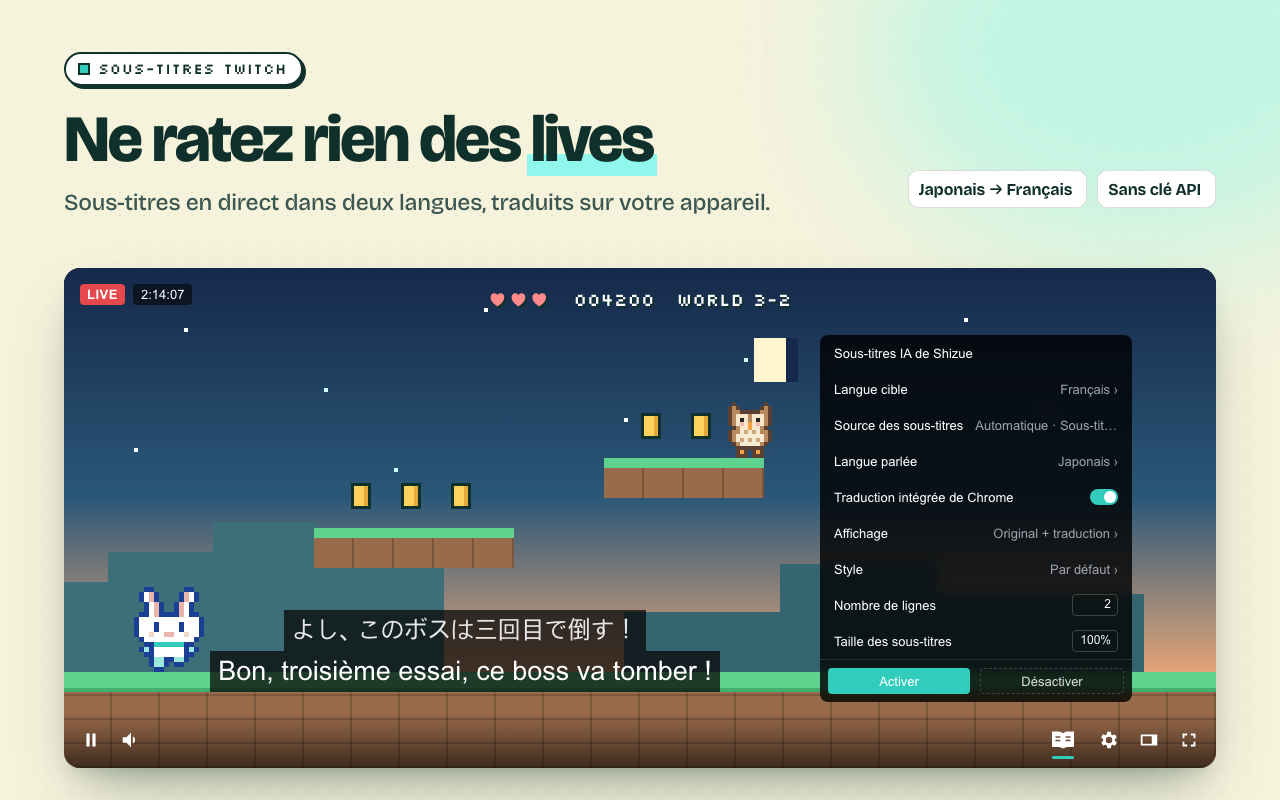 SOUS-TITRES TWITCH
Ne ratez rien des lives
Sous-titres en direct dans deux langues, traduits sur votre appareil.
Japonais → Français
Sans clé API
LIVE
2:14:07
004200 WORLD 3-2
Sous-titres IA de Shizue
Langue cible Français ›
Source des sous-titres Automatique · Sous-tit…
Langue parlée Japonais ›
Traduction intégrée de Chrome
Affichage Original + traduction ›
Style Par défaut ›
Nombre de lignes 2
Taille des sous-titres 100%
Activer
Désactiver
よし、このボスは三回目で倒す！
Bon, troisième essai, ce boss va tomber !